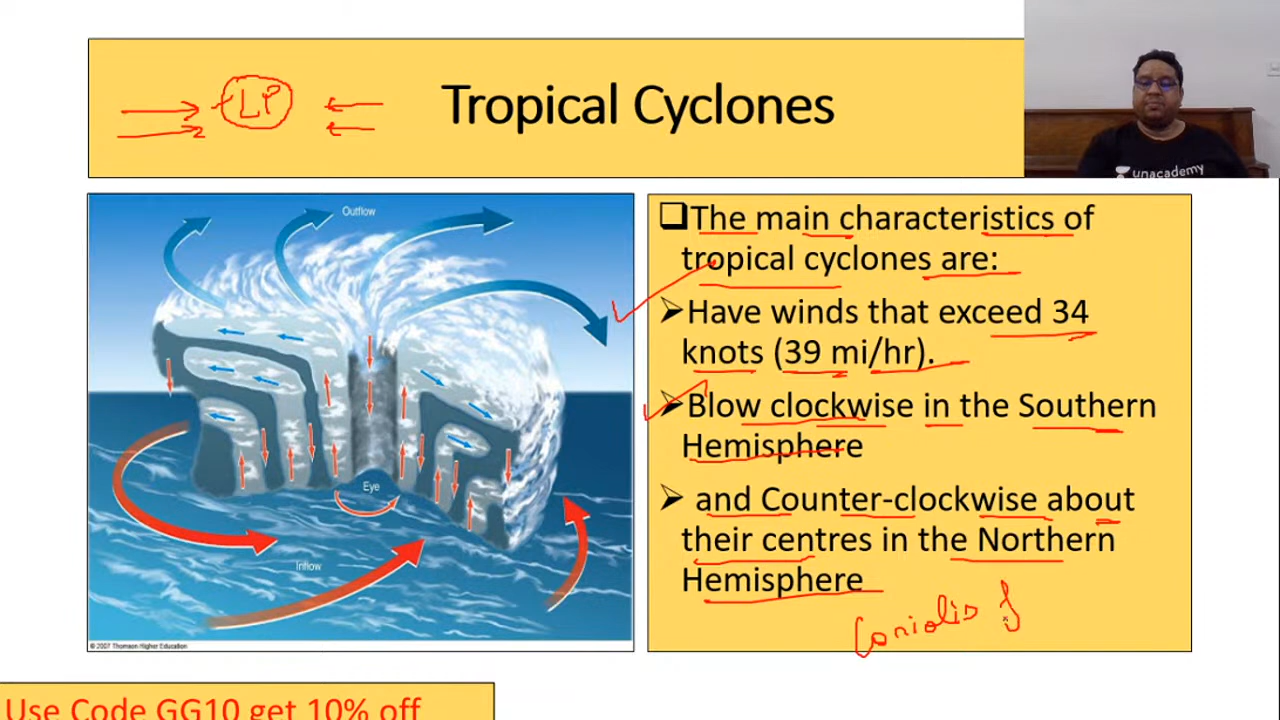 LP
Tropical Cyclones
unacademy
Outflow
Eye
Inflow
© 2007 Thomson Higher Education
The main characteristics of
tropical cyclones are:
Have winds that exceed 34
knots (39 mi/hr).
Blow clockwise in the Southern
Hemisphere
and Counter-clockwise about
their centres in the Northern
Hemisphere
Coriolis f
Use Code GG10 get 10% off